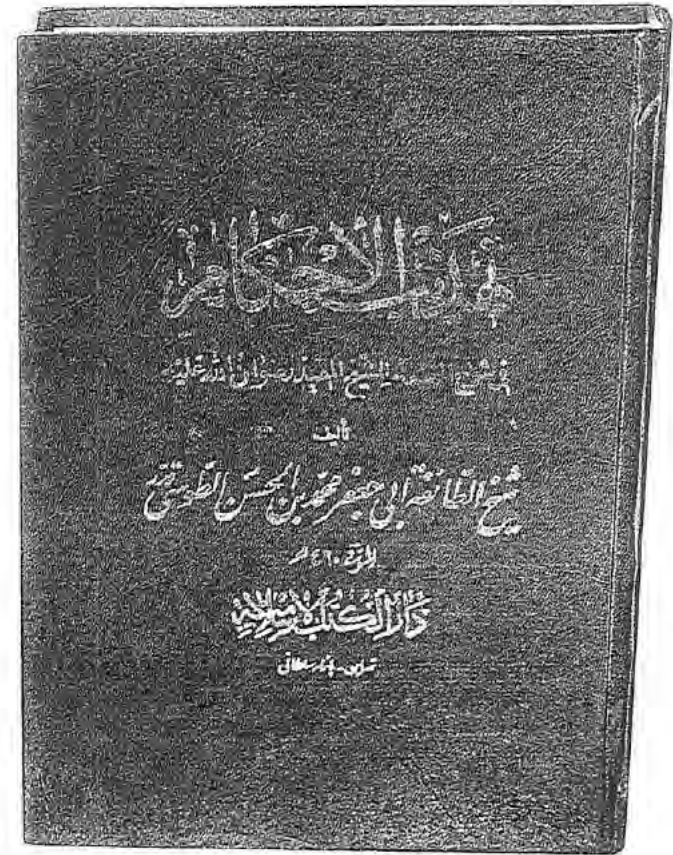 تهذيب الأحكام
في شرح المقنعة للشيخ المفيد رضوان الله عليه
تأليف
شيخ الطائفة أبي جعفر محمد بن الحسن الطوسي
المتوفى ٤٦٠ هـ
دار الكتب الإسلامية
تهران - بازار سلطاني